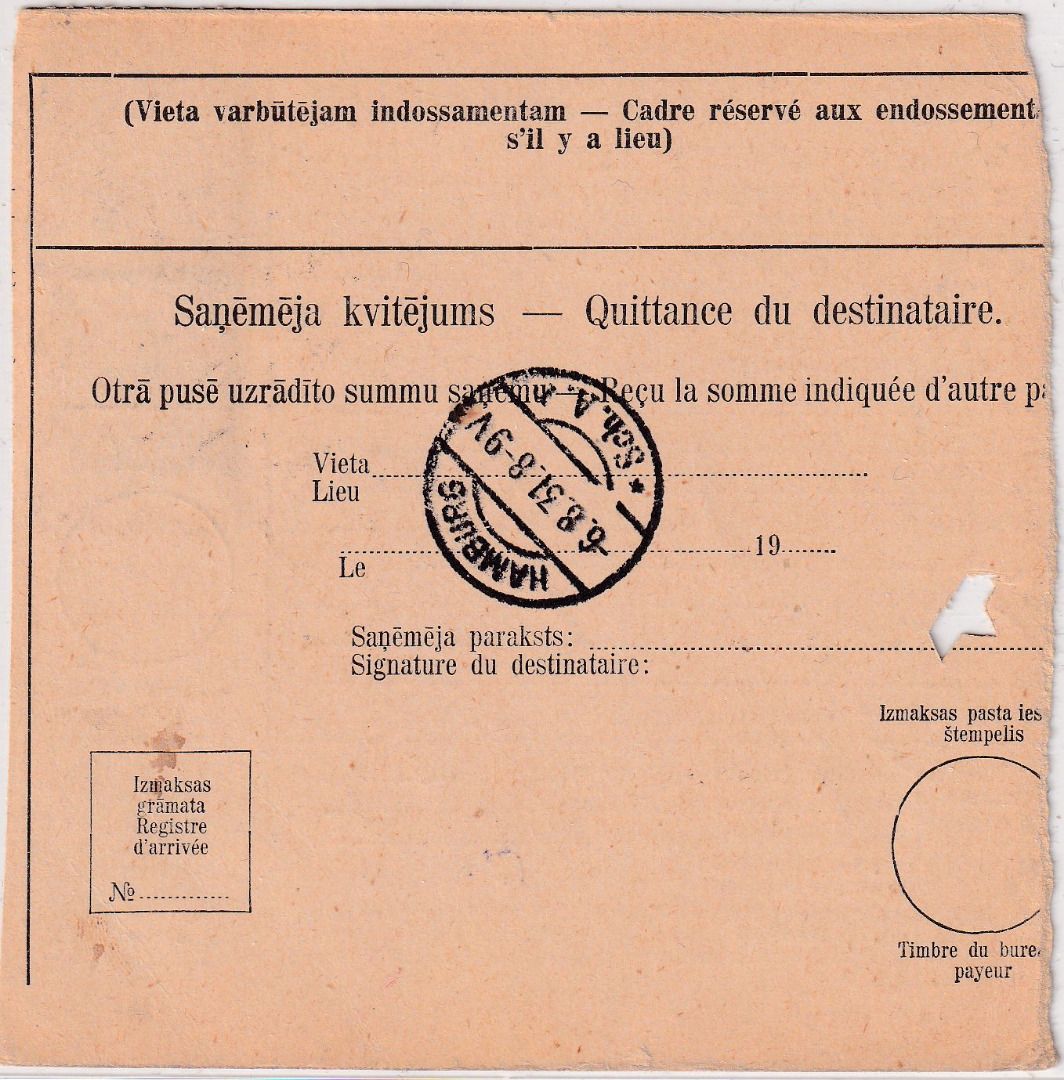 (Vieta varbūtējam indossamentam — Cadre réservé aux endossement
s'il y a lieu)
Saņēmēja kvitējums — Quittance du destinataire.
Otrā pusē uzrādīto summu saņēmu — Reçu la somme indiquée d'autre
Vieta
Lieu
19
Le
HAMBURG
6.8.31.8-9V
* Sch. A.
Saņēmēja paraksts:
Signature du destinataire:
Izmaksas pasta
štempelis
Izmaksas
grāmata
Registre
d'arrivée
№
Timbre du
payeur